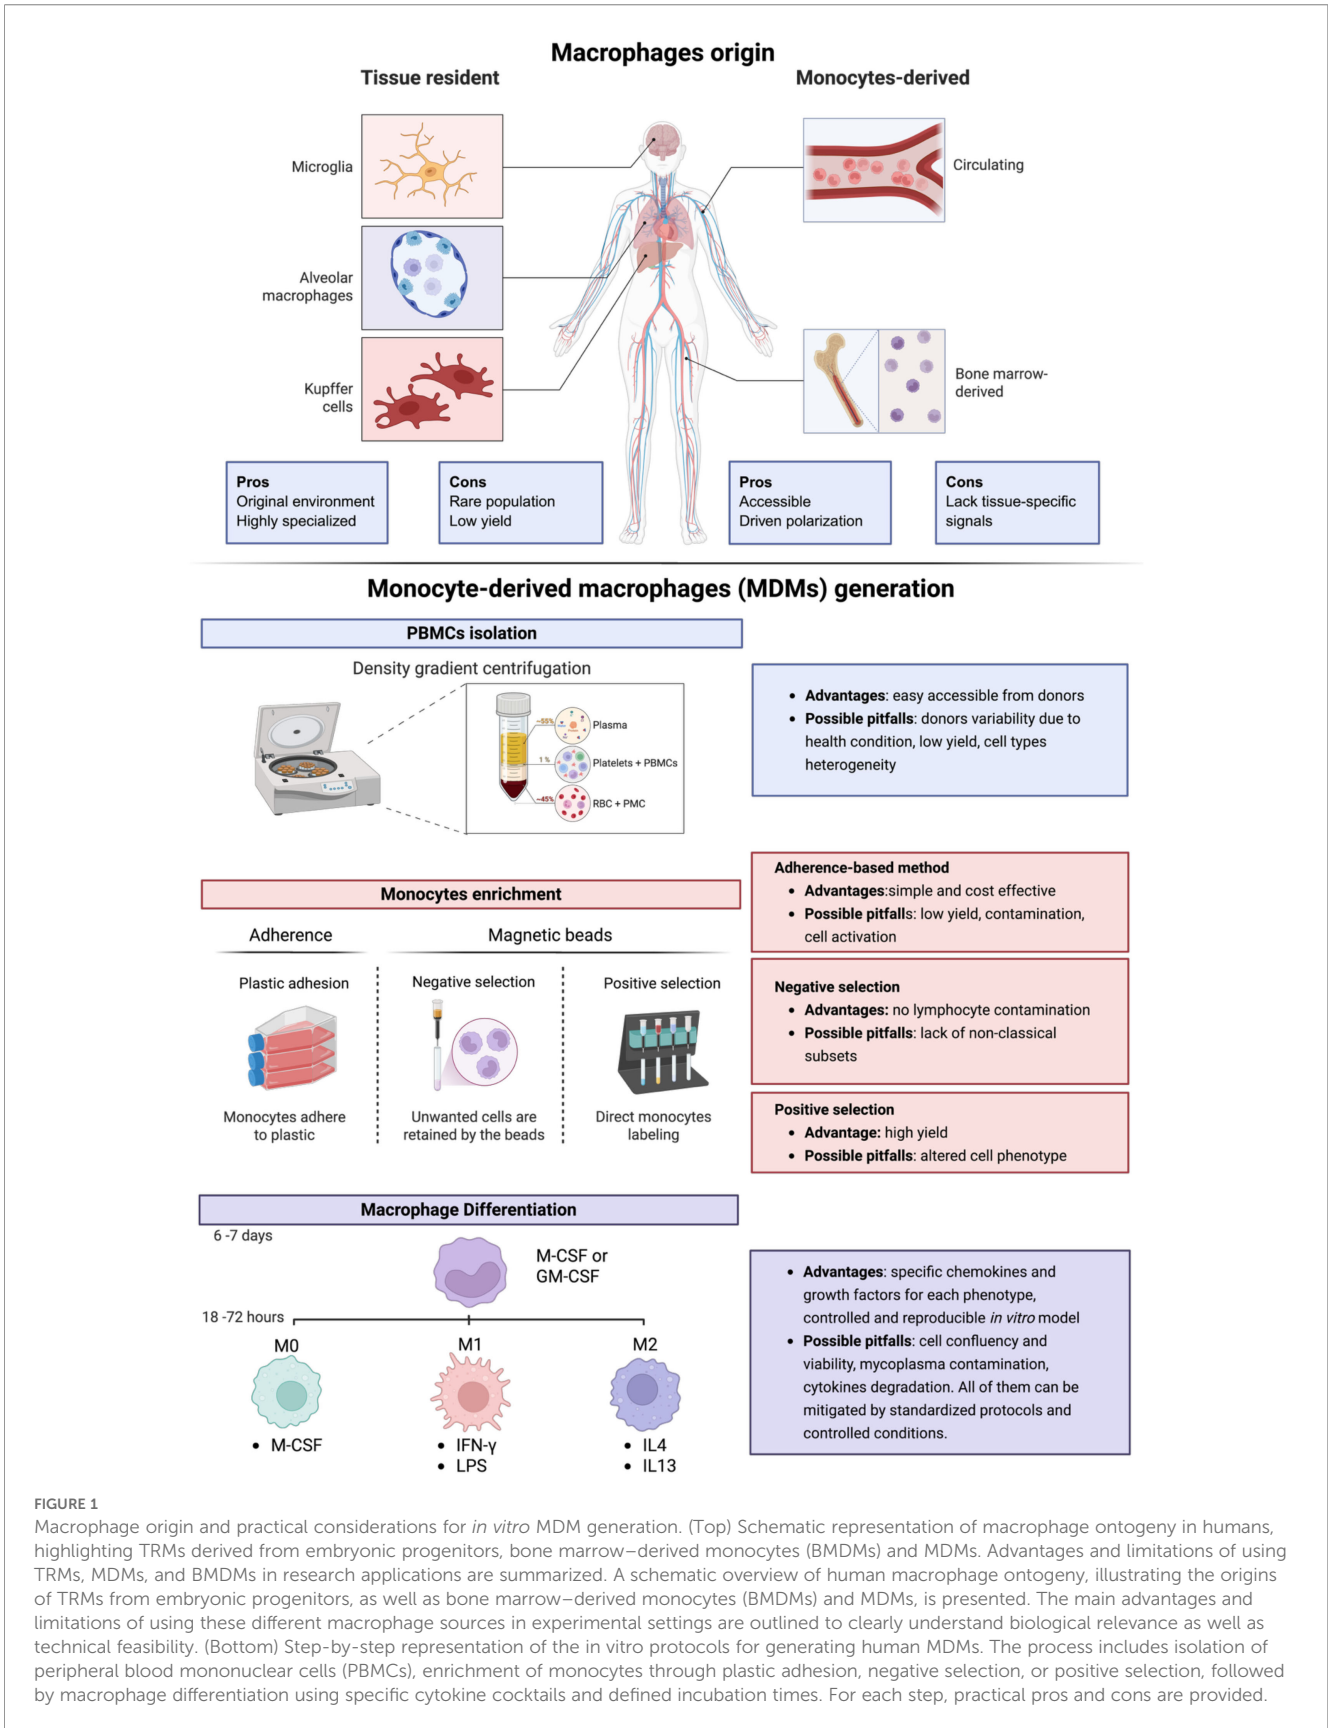 Macrophages origin
Tissue resident
Monocytes-derived
Microglia
Circulating
Alveolar
macrophages
Kupffer
cells
Bone marrow-
derived
Pros
Original environment
Highly specialized
Cons
Rare population
Low yield
Pros
Accessible
Driven polarization
Cons
Lack tissue-specific
signals
Monocyte-derived macrophages (MDMs) generation
PBMCs isolation
Density gradient centrifugation
~55%
Plasma
1 %
Platelets + PBMCs
~45%
RBC + PMC
• Advantages: easy accessible from donors
• Possible pitfalls: donors variability due to
health condition, low yield, cell types
heterogeneity
Monocytes enrichment
Adherence
Magnetic beads
Plastic adhesion
Negative selection
Positive selection
Monocytes adhere
to plastic
Unwanted cells are
retained by the beads
Direct monocytes
labeling
Adherence-based method
• Advantages:simple and cost effective
• Possible pitfalls: low yield, contamination,
cell activation
Negative selection
• Advantages: no lymphocyte contamination
• Possible pitfalls: lack of non-classical
subsets
Positive selection
• Advantage: high yield
• Possible pitfalls: altered cell phenotype
Macrophage Differentiation
6 -7 days
M-CSF or
GM-CSF
18 -72 hours
M0
M1
M2
• M-CSF
• IFN-γ
• LPS
• IL4
• IL13
• Advantages: specific chemokines and
growth factors for each phenotype,
controlled and reproducible in vitro model
• Possible pitfalls: cell confluency and
viability, mycoplasma contamination,
cytokines degradation. All of them can be
mitigated by standardized protocols and
controlled conditions.
FIGURE 1
Macrophage origin and practical considerations for in vitro MDM generation. (Top) Schematic representation of macrophage ontogeny in humans,
highlighting TRMs derived from embryonic progenitors, bone marrow–derived monocytes (BMDMs) and MDMs. Advantages and limitations of using
TRMs, MDMs, and BMDMs in research applications are summarized. A schematic overview of human macrophage ontogeny, illustrating the origins
of TRMs from embryonic progenitors, as well as bone marrow–derived monocytes (BMDMs) and MDMs, is presented. The main advantages and
limitations of using these different macrophage sources in experimental settings are outlined to clearly understand biological relevance as well as
technical feasibility. (Bottom) Step-by-step representation of the in vitro protocols for generating human MDMs. The process includes isolation of
peripheral blood mononuclear cells (PBMCs), enrichment of monocytes through plastic adhesion, negative selection, or positive selection, followed
by macrophage differentiation using specific cytokine cocktails and defined incubation times. For each step, practical pros and cons are provided.